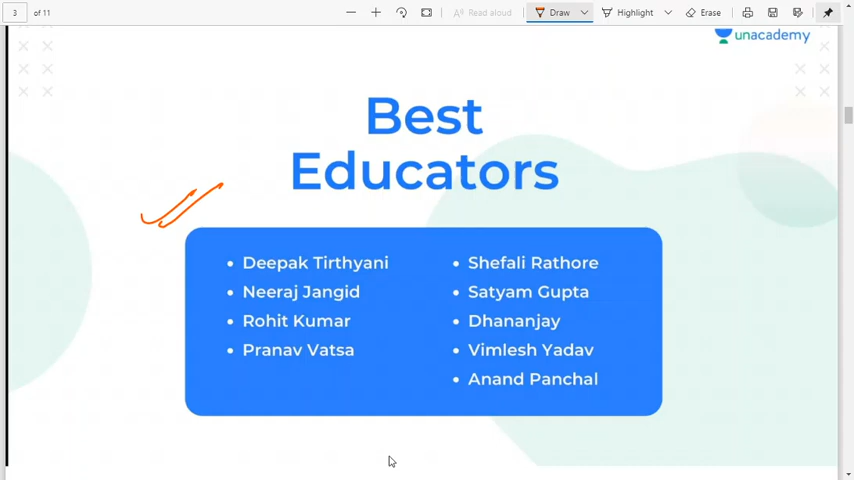 3 of 11 Read aloud Draw Highlight Erase
unacademy
Best
Educators
• Deepak Tirthyani
• Neeraj Jangid
• Rohit Kumar
• Pranav Vatsa
• Shefali Rathore
• Satyam Gupta
• Dhananjay
• Vimlesh Yadav
• Anand Panchal